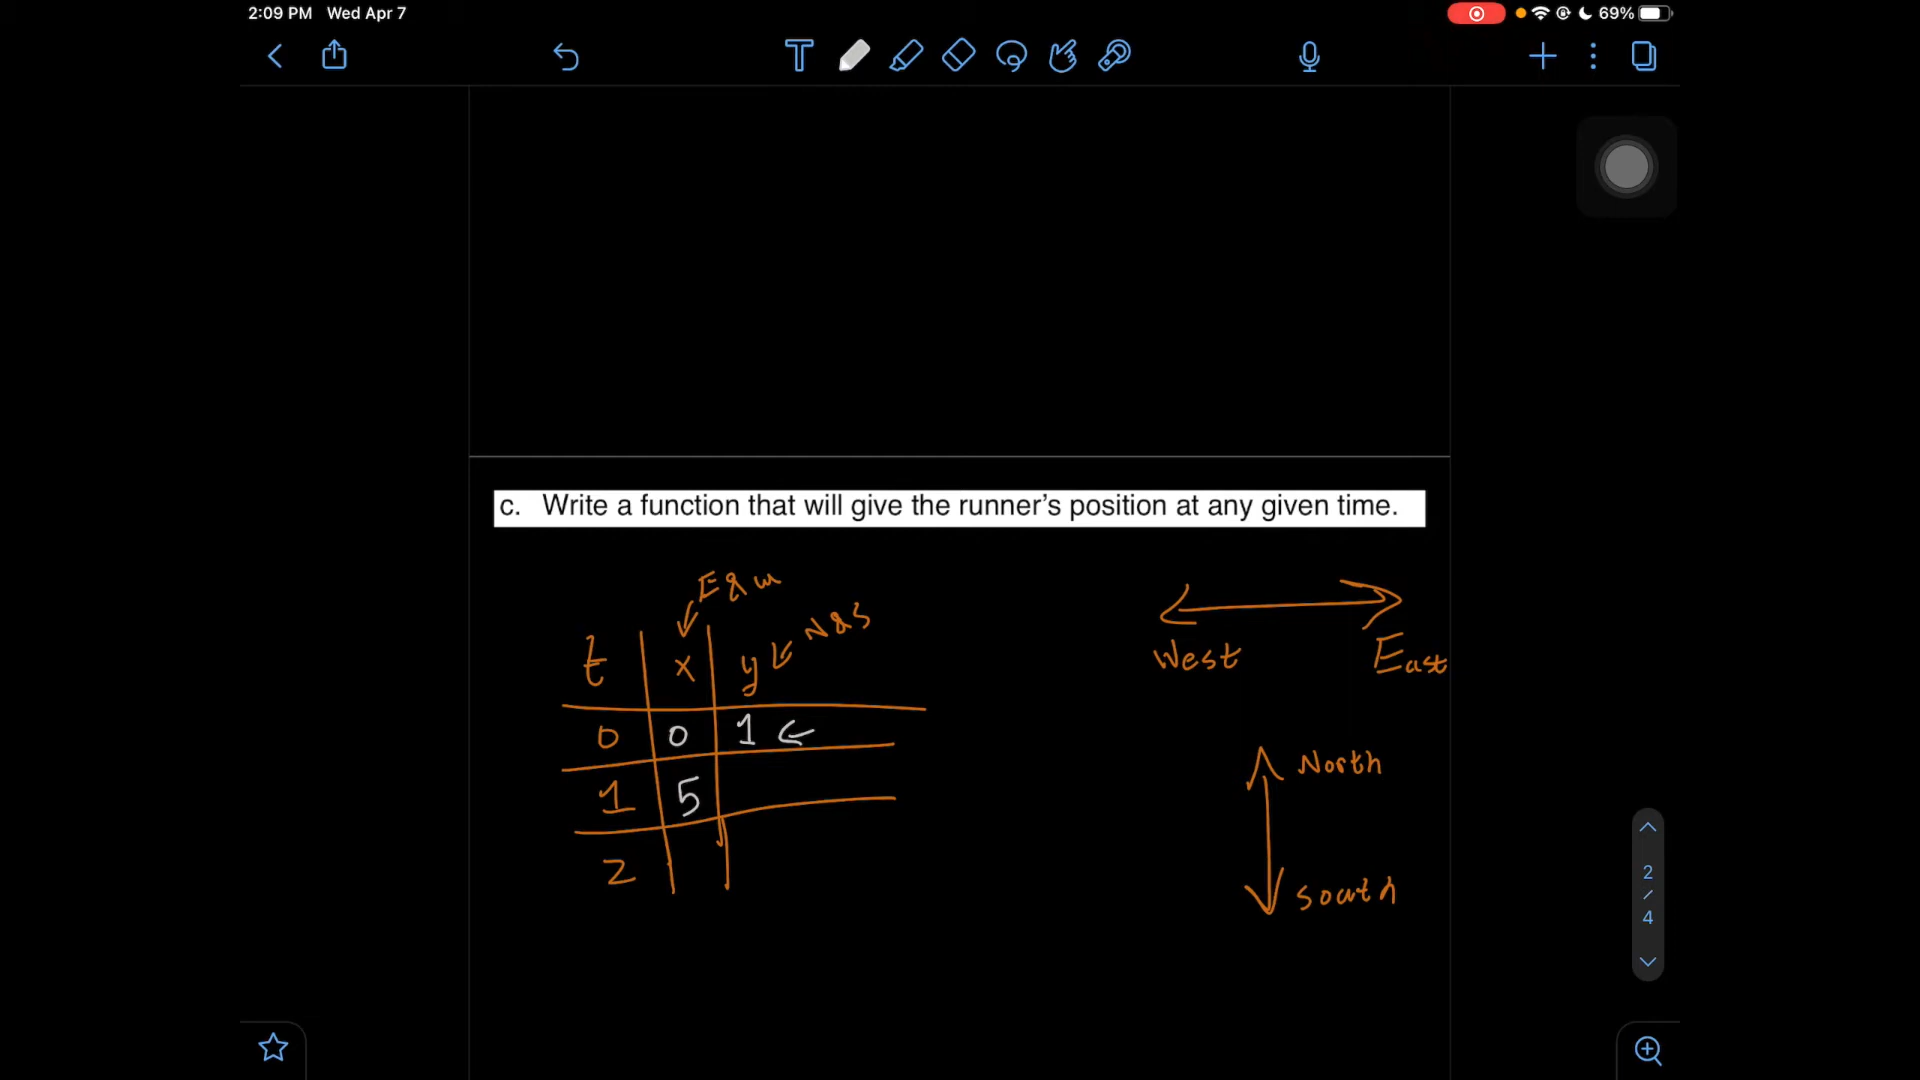 2:09 PM Wed Apr 7
69%
T
c. Write a function that will give the runner's position at any given time.
E & W
N & S
t x y
0 0 1
1 5
2
West East
North
South
2
/
4